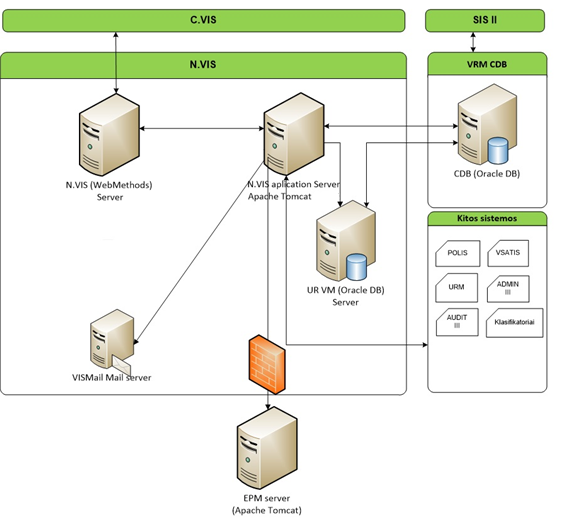 C.VIS
SIS II
N.VIS
VRM CDB
N.VIS (WebMethods)
Server
N.VIS aplication Server
Apache Tomcat
CDB (Oracle DB)
UR VM (Oracle DB)
Server
Kitos sistemos
POLIS
VSATIS
URM
ADMIN
III
AUDIT
III
Klasifikatoriai
VISMail Mail server
EPM server
(Apache Tomcat)